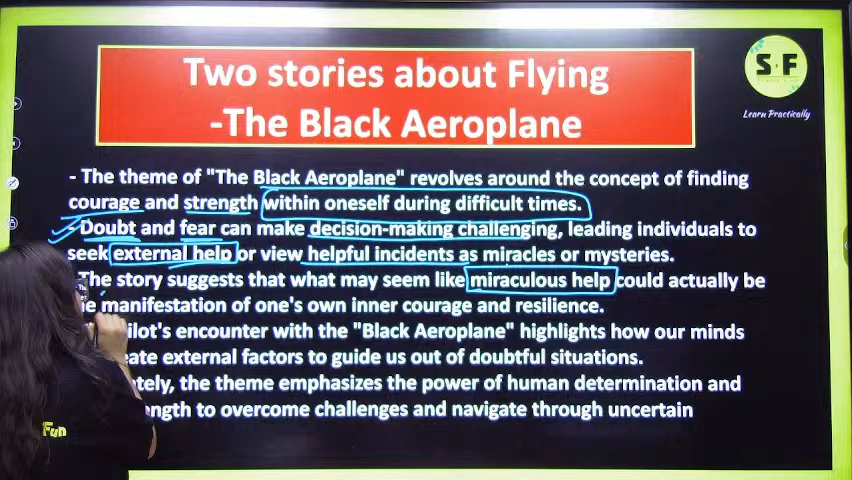 Two stories about Flying
-The Black Aeroplane
S F
Learn Practically
- The theme of "The Black Aeroplane" revolves around the concept of finding
courage and strength within oneself during difficult times.
- Doubt and fear can make decision-making challenging, leading individuals to
seek external help or view helpful incidents as miracles or mysteries.
The story suggests that what may seem like miraculous help could actually be
manifestation of one's own inner courage and resilience.
encounter with the "Black Aeroplane" highlights how our minds
external factors to guide us out of doubtful situations.
the theme emphasizes the power of human determination and
to overcome challenges and navigate through uncertain
Fun